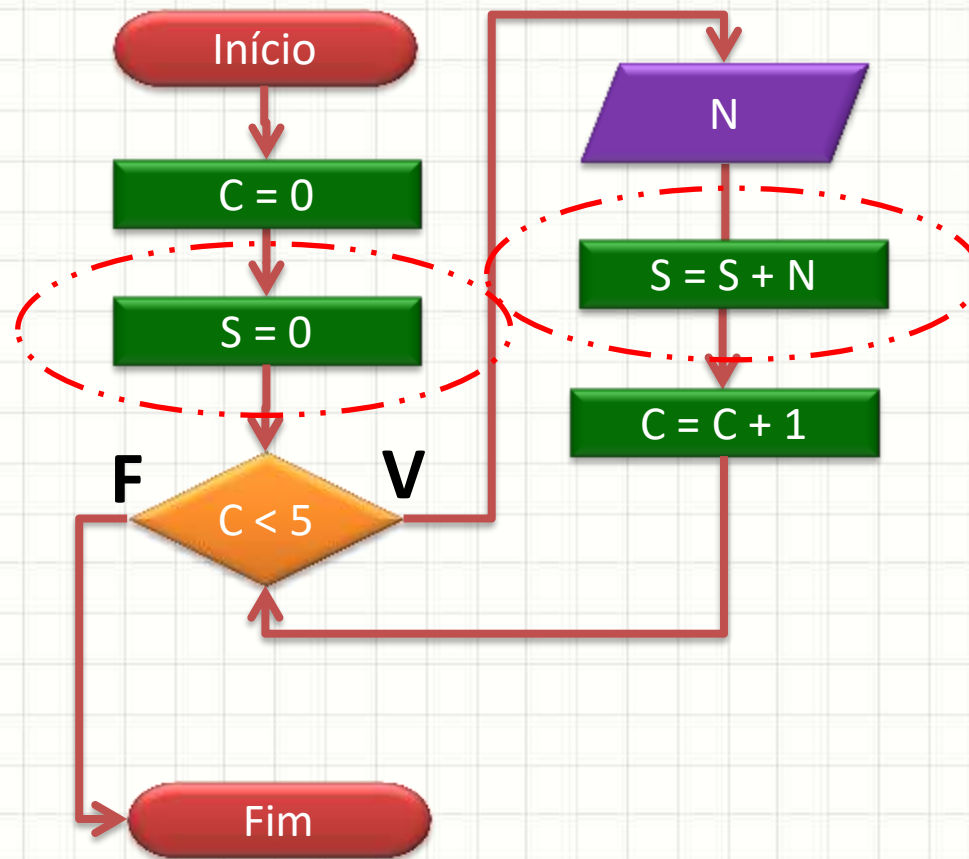 Início
C = 0
S = 0
F
V
C < 5
N
S = S + N
C = C + 1
Fim